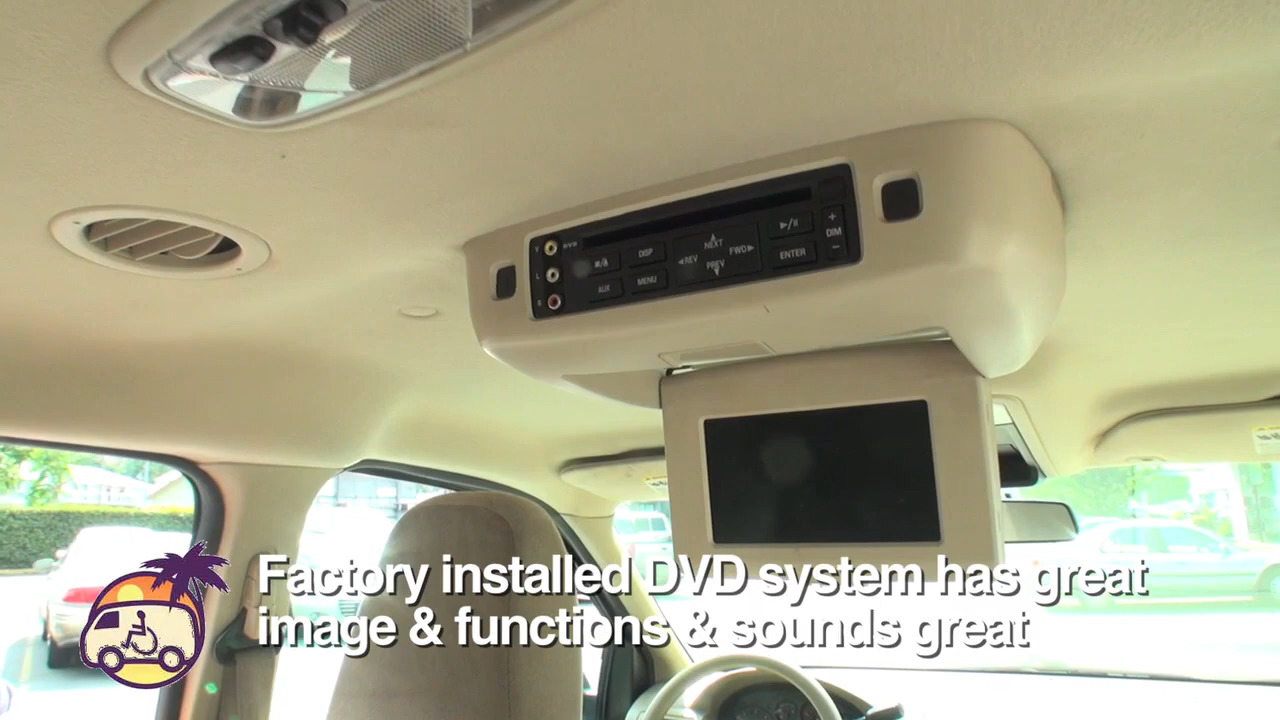 V
DVD
L
R
DISP
AUX
MENU
NEXT
◄REV
FWD►
PREV
►/II
ENTER
+
DIM
−
Factory installed DVD system has great
image & functions & sounds great